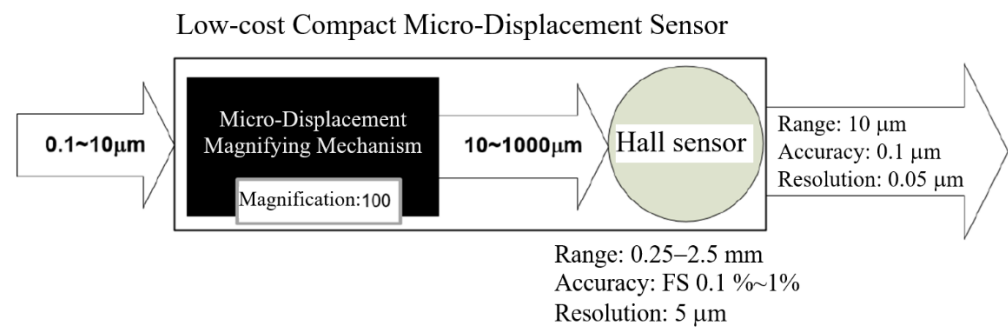 Low-cost Compact Micro-Displacement Sensor
0.1~10μm
Micro-Displacement
Magnifying Mechanism
Magnification:100
10~1000μm
Hall sensor
Range: 10 μm
Accuracy: 0.1 μm
Resolution: 0.05 μm
Range: 0.25–2.5 mm
Accuracy: FS 0.1 %~1%
Resolution: 5 μm